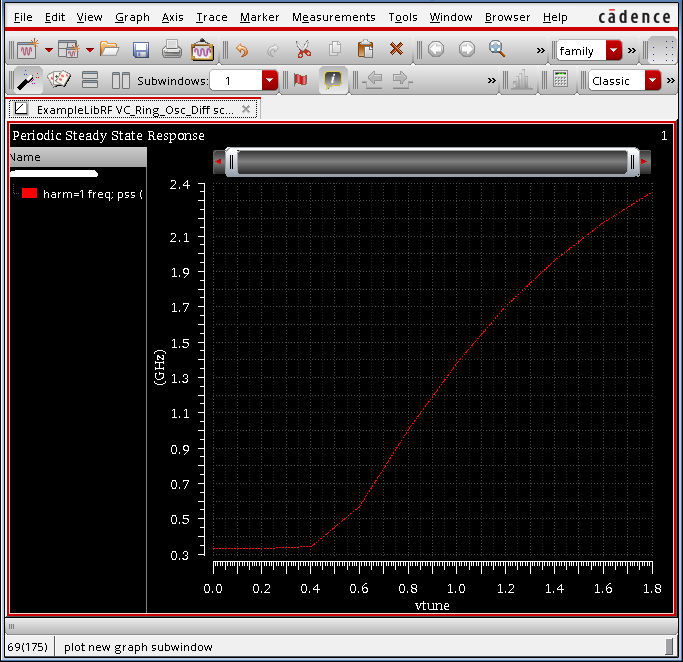 File Edit View Graph Axis Trace Marker Measurements Tools Window Browser Help cādence
» family »
Subwindows: 1 » Classic »
ExampleLibRF VC_Ring_Osc_Diff sc...
Periodic Steady State Response 1
Name
harm=1 freq; pss (
2.4
2.1
1.9
1.7
1.5
1.3
1.1
0.9
0.7
0.5
0.3
(GHz)
0.0 0.2 0.4 0.6 0.8 1.0 1.2 1.4 1.6 1.8
vtune
69(175) plot new graph subwindow